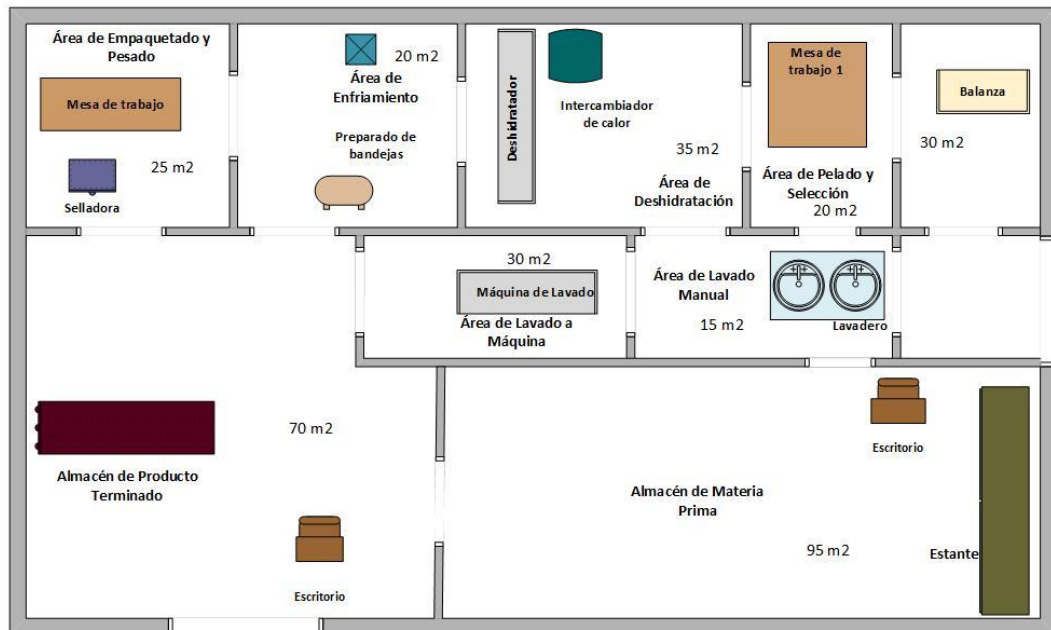 Área de Empaquetado y
Pesado
Mesa de trabajo
25 m2
Selladora
20 m2
Área de
Enfriamiento
Preparado de
bandejas
Deshidratador
Intercambiador
de calor
35 m2
Área de
Deshidratación
Mesa de
trabajo 1
Área de Pelado y
Selección
20 m2
Balanza
30 m2
30 m2
Máquina de Lavado
Área de Lavado a
Máquina
Área de Lavado
Manual
15 m2
Lavadero
70 m2
Almacén de Producto
Terminado
Escritorio
Almacén de Materia
Prima
95 m2
Escritorio
Estante